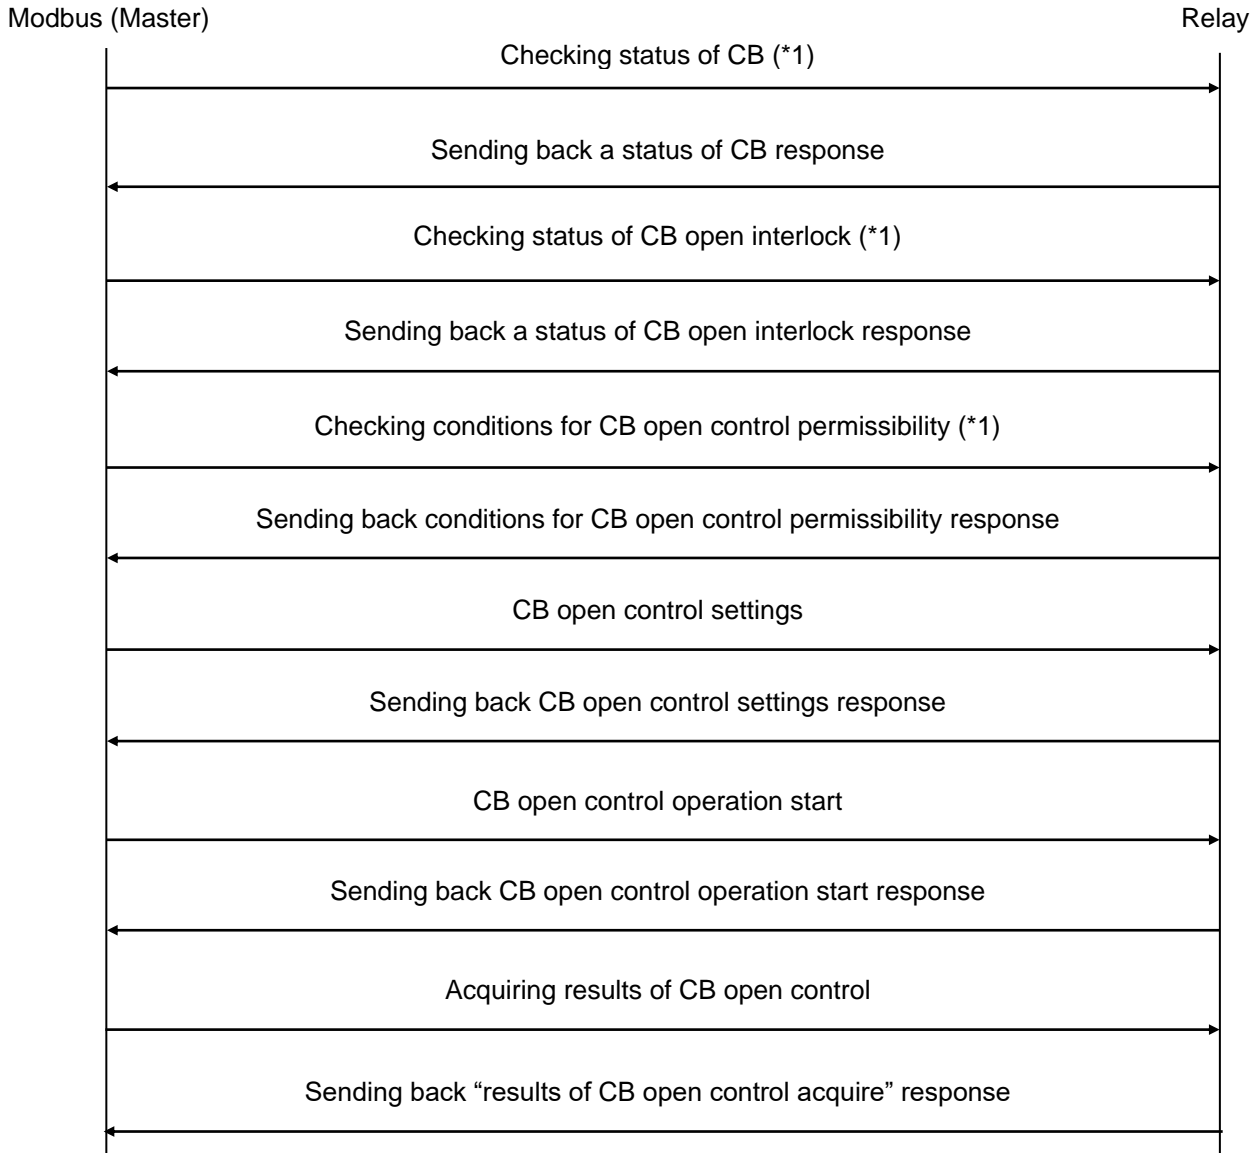 Modbus (Master)
Relay
Checking status of CB (*1)
Sending back a status of CB response
Checking status of CB open interlock (*1)
Sending back a status of CB open interlock response
Checking conditions for CB open control permissibility (*1)
Sending back conditions for CB open control permissibility response
CB open control settings
Sending back CB open control settings response
CB open control operation start
Sending back CB open control operation start response
Acquiring results of CB open control
Sending back “results of CB open control acquire” response